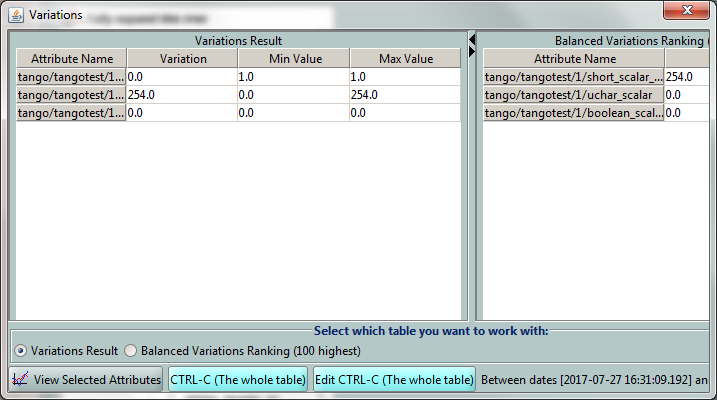 Variations
Variations Result
Attribute Name Variation Min Value Max Value
tango/tangotest/1... 0.0 1.0 1.0
tango/tangotest/1... 254.0 0.0 254.0
tango/tangotest/1... 0.0 0.0 0.0
Balanced Variations Ranking (
Attribute Name
tango/tangotest/1/short_scalar_... 254.0
tango/tangotest/1/uchar_scalar 0.0
tango/tangotest/1/boolean_scal... 0.0
Select which table you want to work with:
Variations Result Balanced Variations Ranking (100 highest)
View Selected Attributes CTRL-C (The whole table) Edit CTRL-C (The whole table) Between dates [2017-07-27 16:31:09.192] an